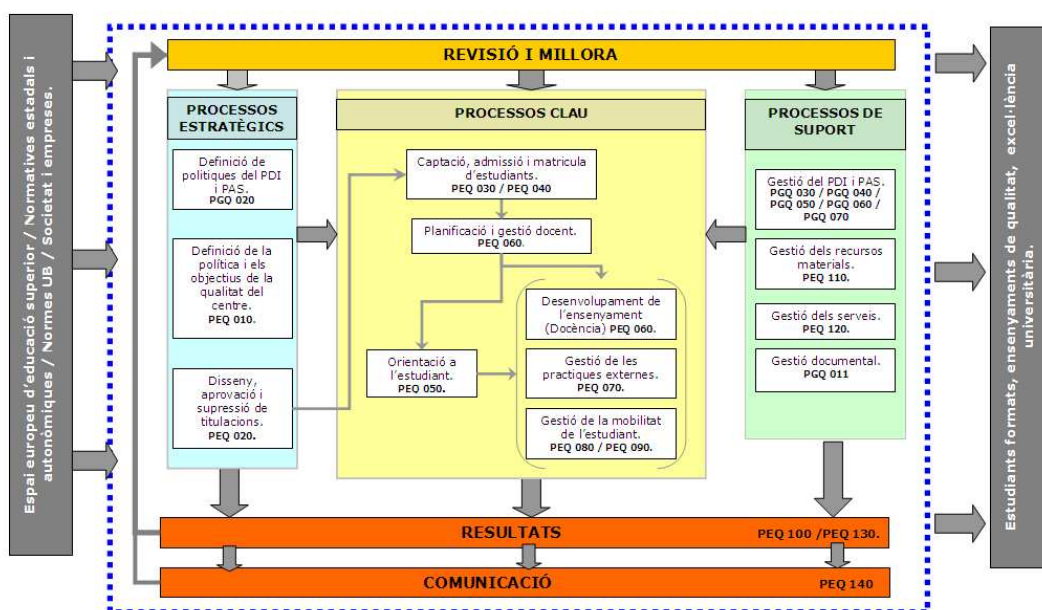 Espai europeu d'educació superior / Normatives estadals i
autonòmiques / Normes UB / Societat i empreses.
REVISIÓ I MILLORA
PROCESSOS
ESTRATÈGICS
Definició de
politiques del PDI
i PAS.
PGQ 020
Definició de la
política i els
objectius de la
qualitat del
centre.
PEQ 010.
Disseny,
aprovació i
supressió de
titulacions.
PEQ 020.
PROCESSOS CLAU
Captació, admissió i matricula
d'estudiants.
PEQ 030 / PEQ 040
Planificació i gestió docent.
PEQ 060.
Desenvolupament de
l'ensenyament
(Docència) PEQ 060.
Orientació a
l'estudiant.
PEQ 050.
Gestió de les
practiques externes.
PEQ 070.
Gestió de la mobilitat
de l'estudiant.
PEQ 080 / PEQ 090.
PROCESSOS DE
SUPORT
Gestió del PDI i PAS.
PGQ 030 / PGQ 040 /
PGQ 050 / PGQ 060 /
PGQ 070
Gestió dels recursos
materials.
PEQ 110.
Gestió dels serveis.
PEQ 120.
Gestió documental.
PGQ 011
RESULTATS
PEQ 100 /PEQ 130.
COMUNICACIÓ
PEQ 140
Estudiants formats, ensenyaments de qualitat, excel·lència
universitària.